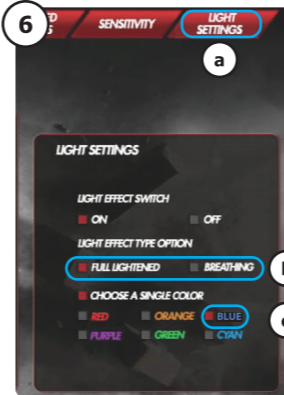 6
SENSITIVITY
LIGHT
SETTINGS
a
LIGHT SETTINGS
LIGHT EFFECT SWITCH
ON OFF
LIGHT EFFECT TYPE OPTION
FULL LIGHTENED BREATHING
CHOOSE A SINGLE COLOR
RED ORANGE BLUE
PURPLE GREEN CYAN